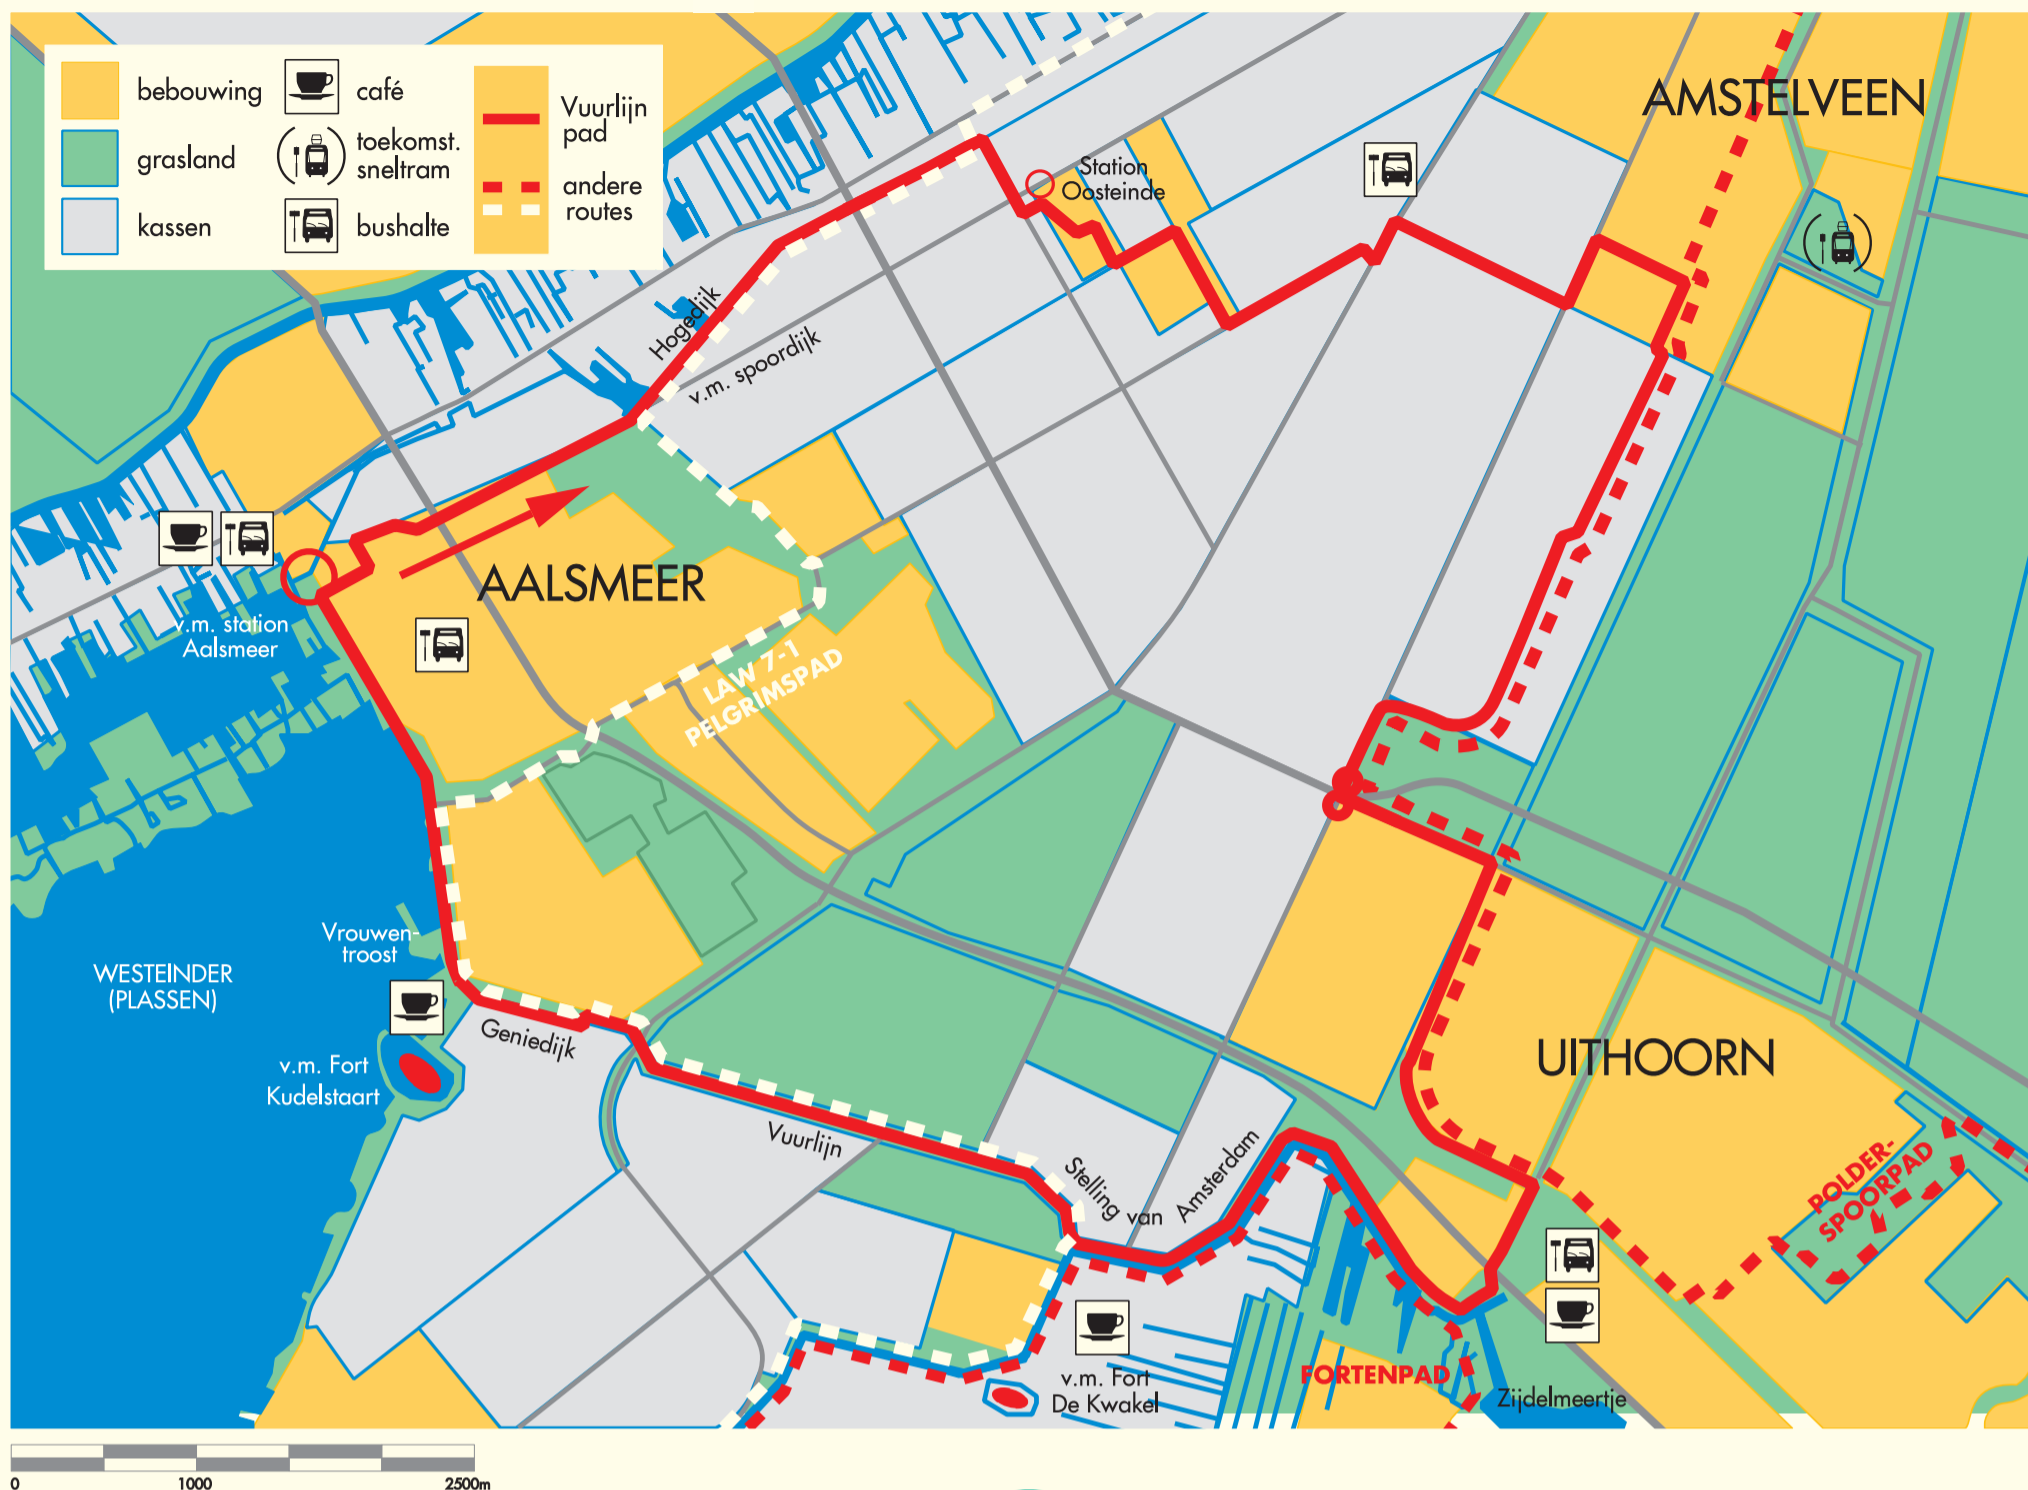 bebouwing
grasland
kassen
café
toekomst.
sneltram
bushalte
Vuurlijn
pad
andere
routes
AMSTELVEEN
Station
Oosteinde
Hogedijk
v.m. spoordijk
AALSMEER
v.m. station
Aalsmeer
LAW 7-1
PELGRIMSPAD
Vrouwen-
troost
WESTEINDER
(PLASSEN)
v.m. Fort
Kudelstaart
Geniedijk
Vuurlijn
Stelling
van
Amsterdam
UITHOORN
POLDER-
SPOORPAD
FORTENPAD
v.m. Fort
De Kwakel
Zijdelmeertje
0 1000 2500m